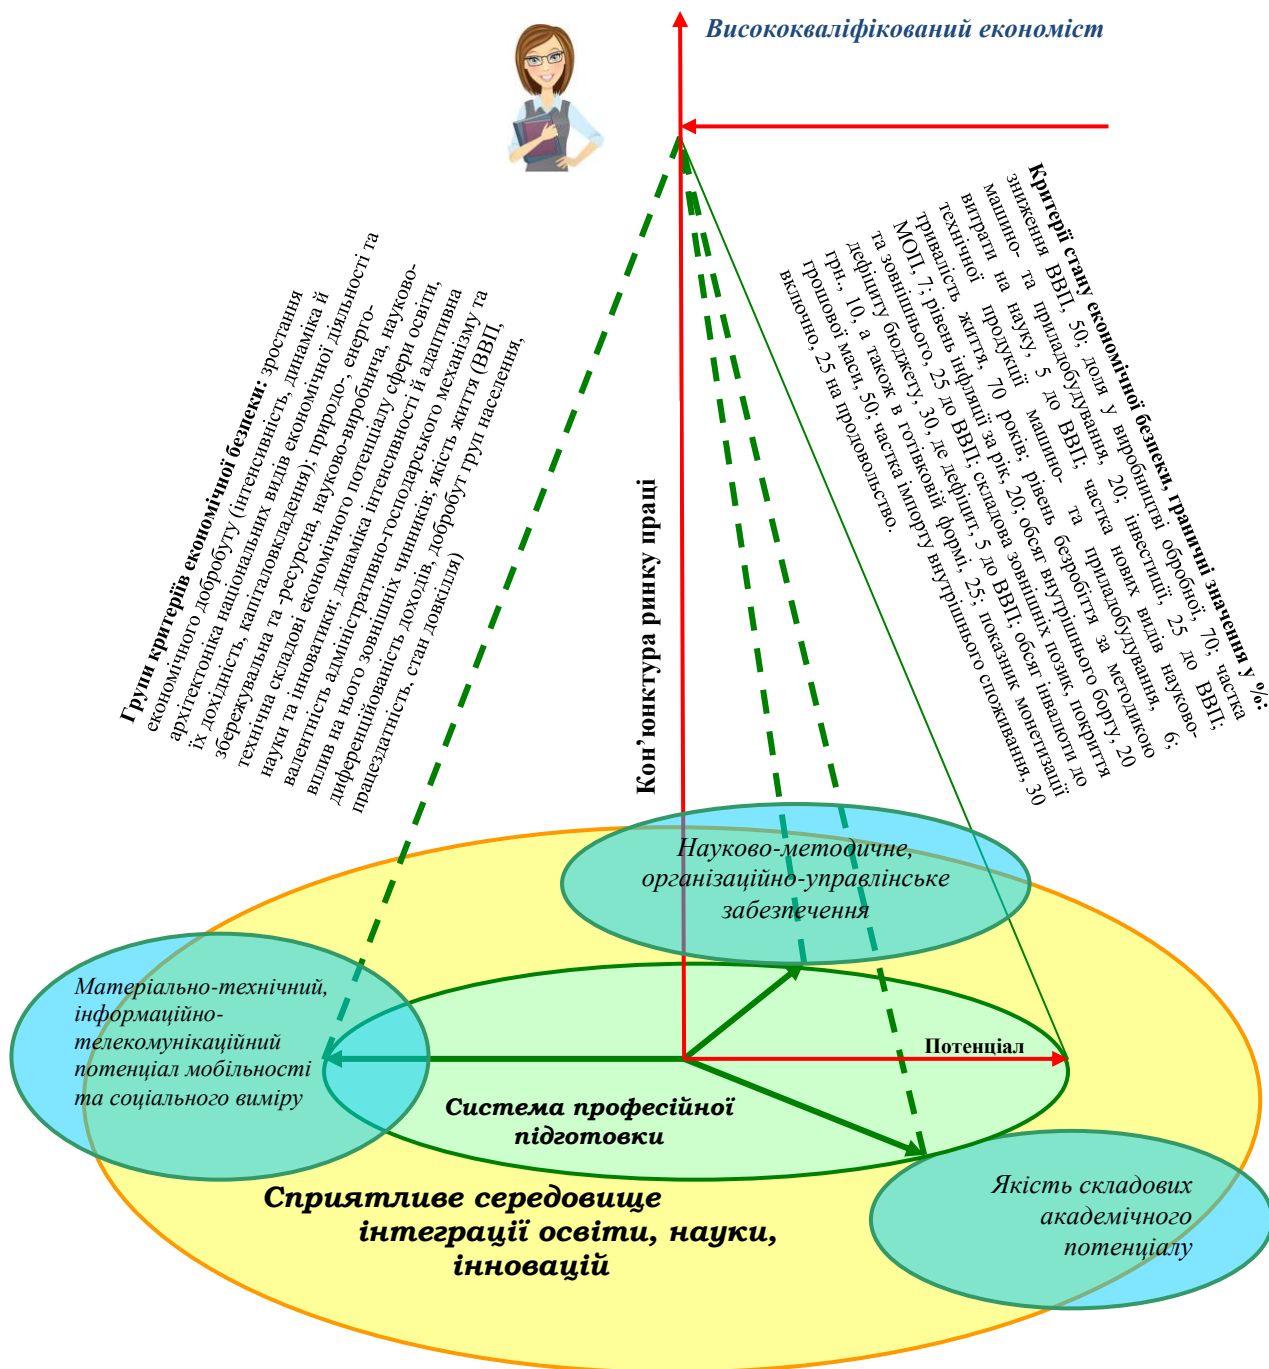 Висококваліфікований економіст
Групи критеріїв економічної безпеки: зростання
економічного добробуту (інтенсивність, динаміка й
архітектоніка національних видів економічної діяльності та
їх дохідність, капіталовкладення); природо-, енерго-
збережувальна та -ресурсна, науково-виробнича, науково-
технічна складові економічного потенціалу сфери освіти,
науки та інноватики; динаміка інтенсивності й адаптивна
валентність адміністративно-господарського механізму та
вплив на нього зовнішніх чинників; якість життя (ВВП,
диференційованість доходів, добробут груп населення,
працездатність, стан довкілля)
Кон’юнктура ринку праці
Критерії стану економічної безпеки, граничні значення у %:
зниження ВВП, 50; доля у виробництві обробної, 70; частка
машино- та приладобудування, 20; інвестиції, 25 до ВВП;
витрати на науку, 5 до ВВП; частка нових видів науково-
технічної продукції машино- та приладобудування, 6;
тривалість життя, 70 років; рівень безробіття за методикою
МОП, 7; рівень інфляції за рік, 20; обсяг внутрішнього боргу, 20
та зовнішнього, 25 до ВВП; складова зовнішніх позик, покриття
дефіциту бюджету, 30, де дефіцит, 5 до ВВП; обсяг інвалюти до
грн., 10, а також в готівковій формі, 25; показник монетизації
грошової маси, 50; частка імпорту внутрішнього споживання, 30
включно, 25 на продовольство.
Науково-методичне,
організаційно-управлінське
забезпечення
Матеріально-технічний,
інформаційно-
телекомунікаційний
потенціал мобільності
та соціального виміру
Потенціал
Система професійної
підготовки
Сприятливе середовище
інтеграції освіти, науки,
інновацій
Якість складових
академічного
потенціалу